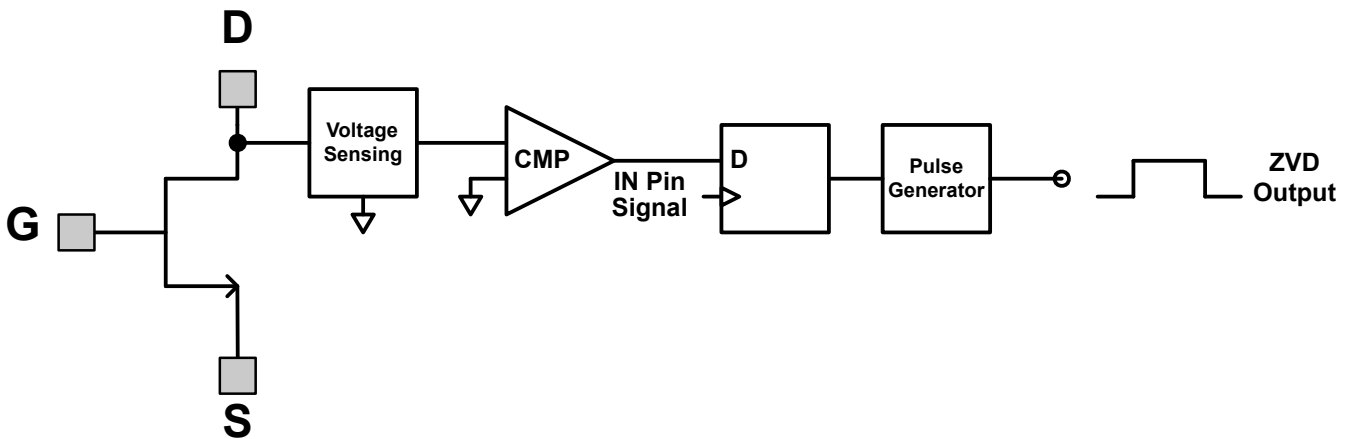 D
G
S
Voltage
Sensing
CMP
IN Pin
Signal
D
Pulse
Generator
ZVD
Output